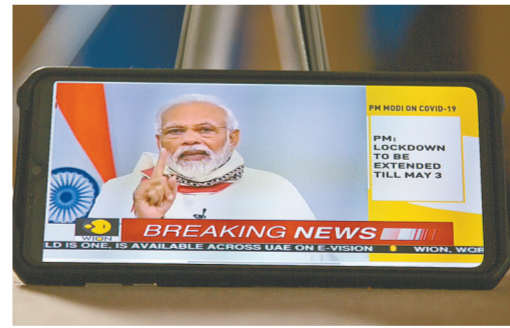 PM MODI ON COVID-19
PM:
LOCKDOWN
TO BE
EXTENDED
TILL MAY 3
BREAKING NEWS
WION
LD IS ONE, IS AVAILABLE ACROSS UAE ON E-VISION WION, WOR